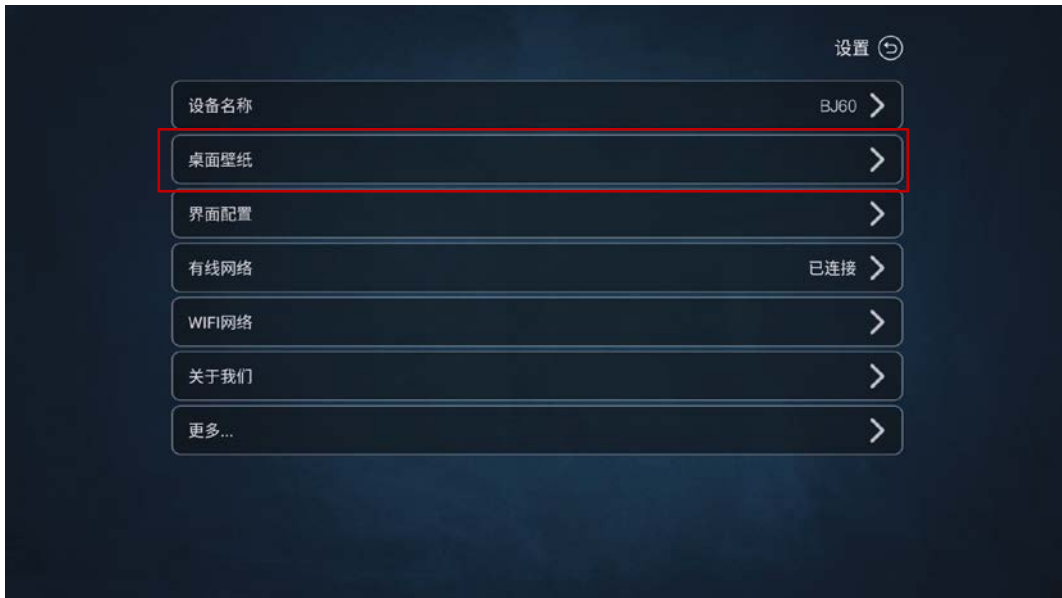 设置
设备名称 BJ60
桌面壁纸
界面配置
有线网络 已连接
WIFI网络
关于我们
更多...